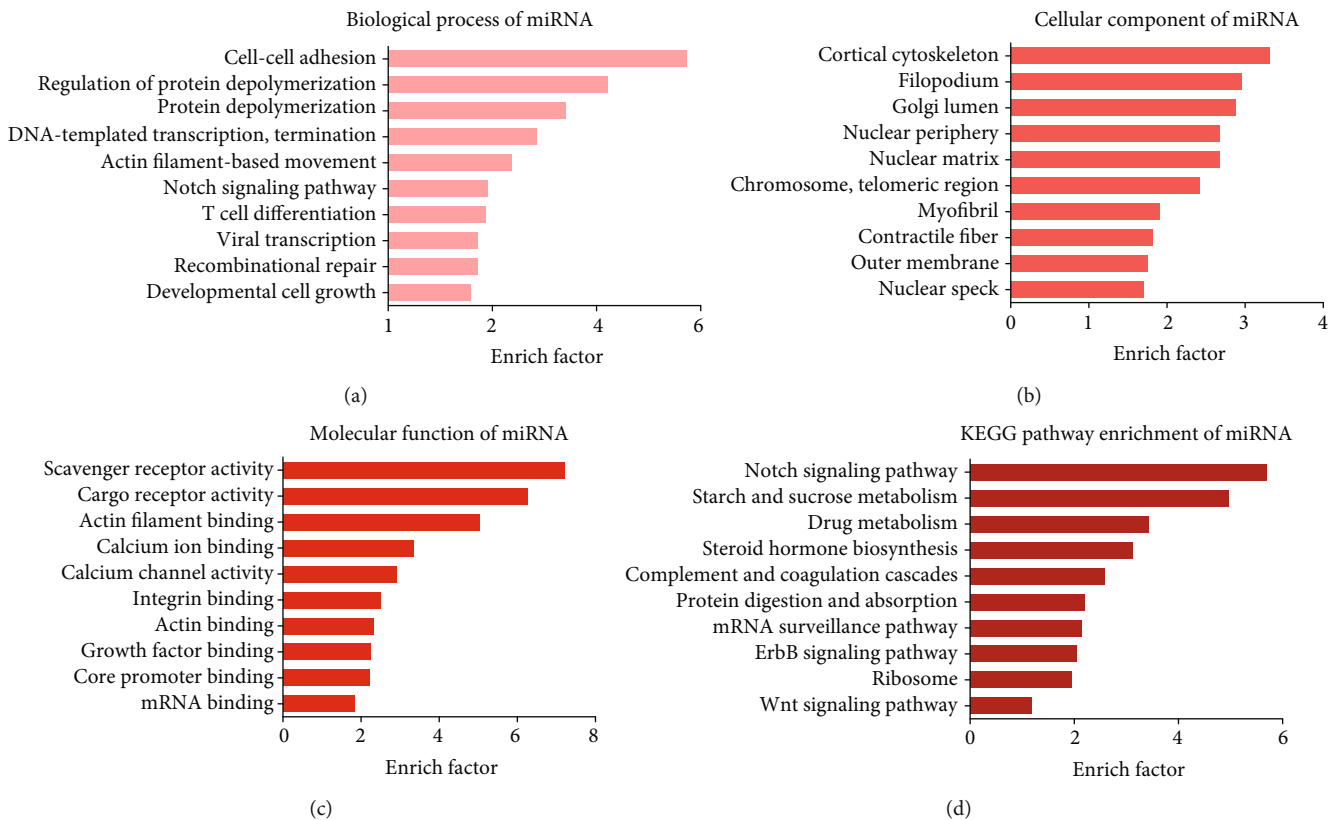 Biological process of miRNA
Cell-cell adhesion
Regulation of protein depolymerization
Protein depolymerization
DNA-templated transcription, termination
Actin filament-based movement
Notch signaling pathway
T cell differentiation
Viral transcription
Recombinational repair
Developmental cell growth
1 2 4 6
Enrich factor
(a)
Cellular component of miRNA
Cortical cytoskeleton
Filopodium
Golgi lumen
Nuclear periphery
Nuclear matrix
Chromosome, telomeric region
Myofibril
Contractile fiber
Outer membrane
Nuclear speck
0 1 2 3 4
Enrich factor
(b)
Molecular function of miRNA
Scavenger receptor activity
Cargo receptor activity
Actin filament binding
Calcium ion binding
Calcium channel activity
Integrin binding
Actin binding
Growth factor binding
Core promoter binding
mRNA binding
0 2 4 6 8
Enrich factor
(c)
KEGG pathway enrichment of miRNA
Notch signaling pathway
Starch and sucrose metabolism
Drug metabolism
Steroid hormone biosynthesis
Complement and coagulation cascades
Protein digestion and absorption
mRNA surveillance pathway
ErbB signaling pathway
Ribosome
Wnt signaling pathway
0 2 4 6
Enrich factor
(d)